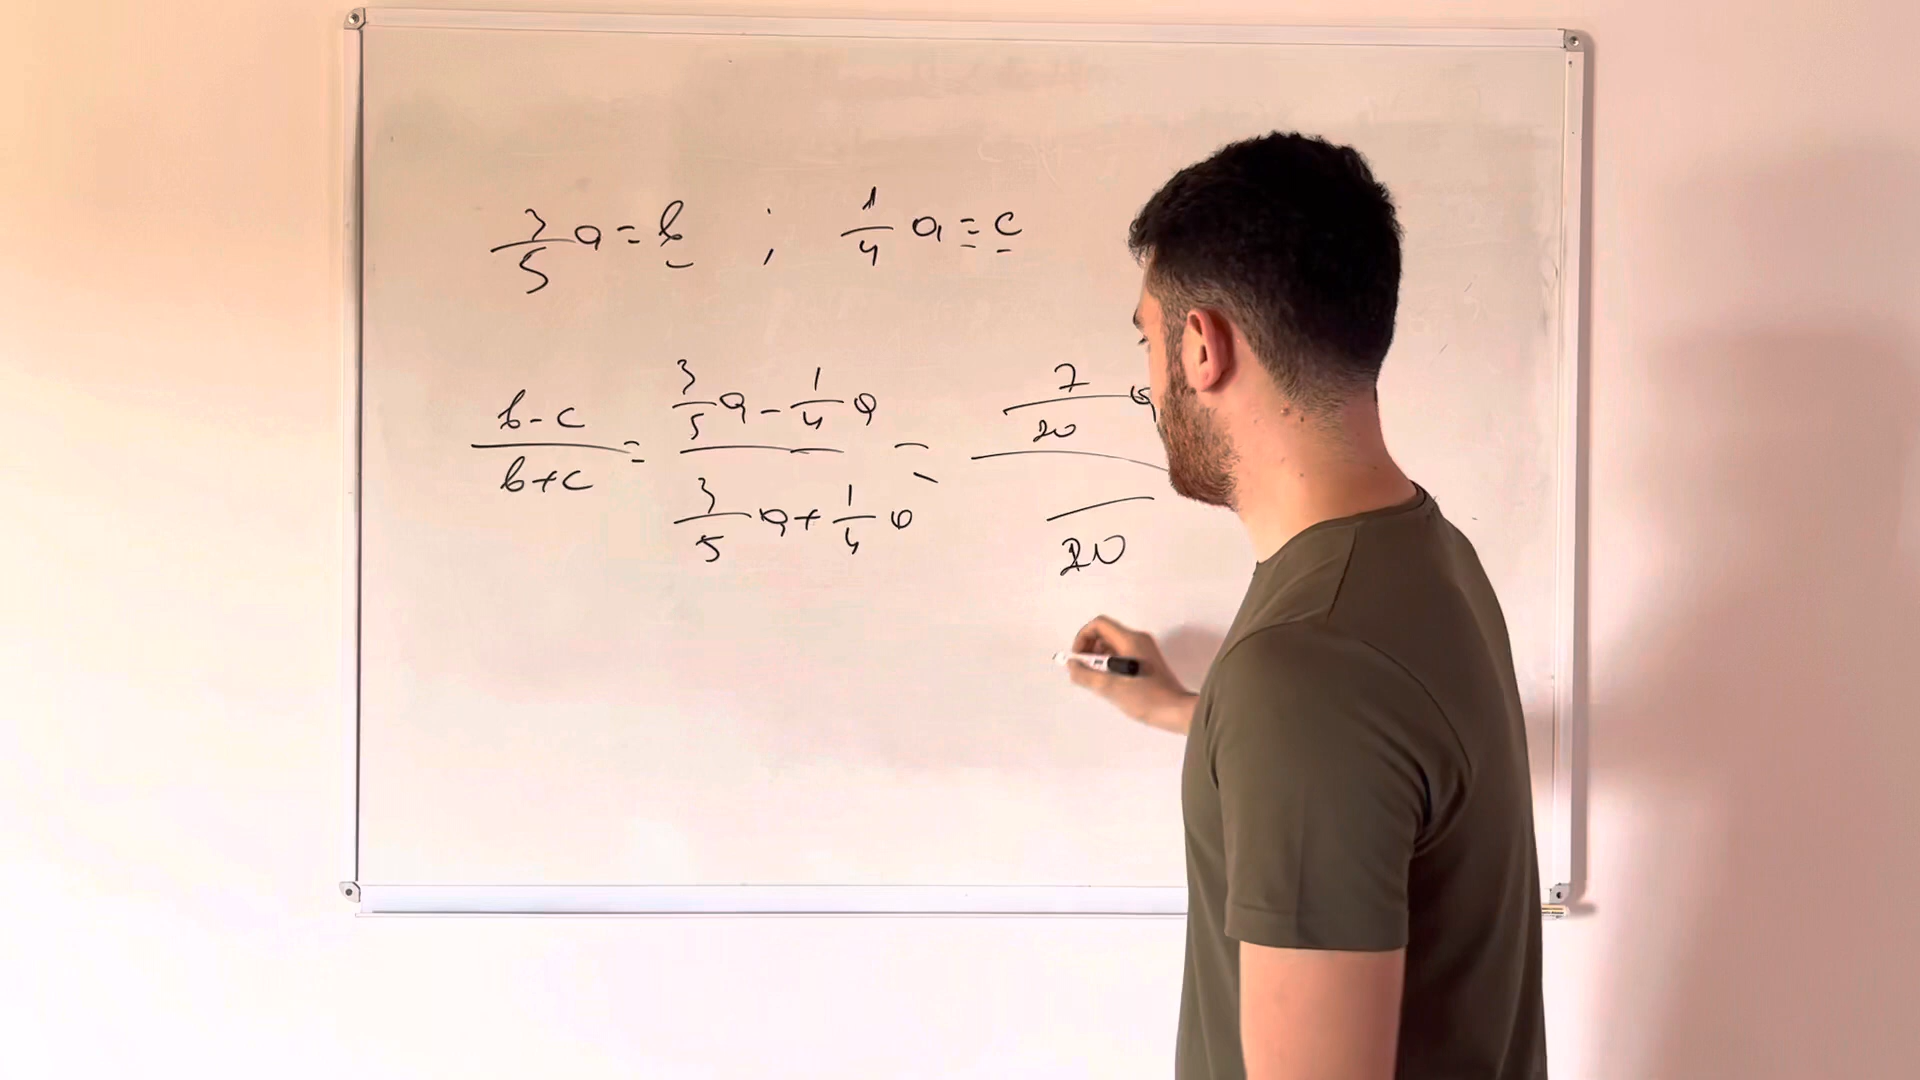 3/5 a = b ; 1/4 a = c
(b - c)/(b + c) = (3/5 a - 1/4 a)/(3/5 a + 1/4 a) = (7/20 a)/( /20)